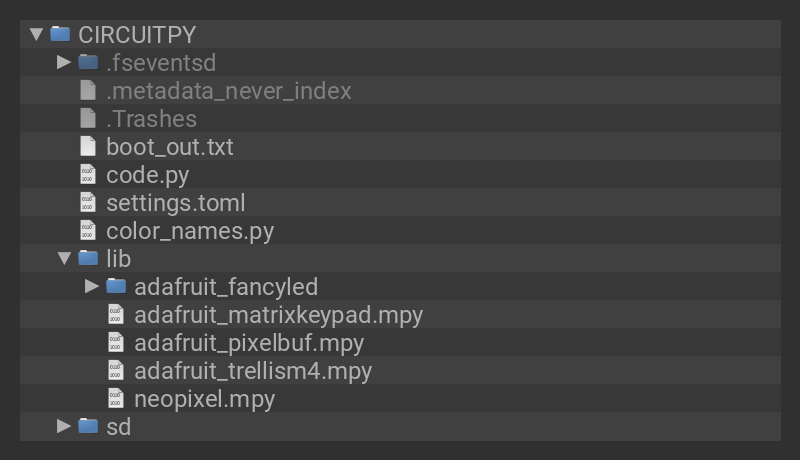 CIRCUITPY
.fseventsd
.metadata_never_index
.Trashes
boot_out.txt
code.py
settings.toml
color_names.py
lib
adafruit_fancyled
adafruit_matrixkeypad.mpy
adafruit_pixelbuf.mpy
adafruit_trellism4.mpy
neopixel.mpy
sd